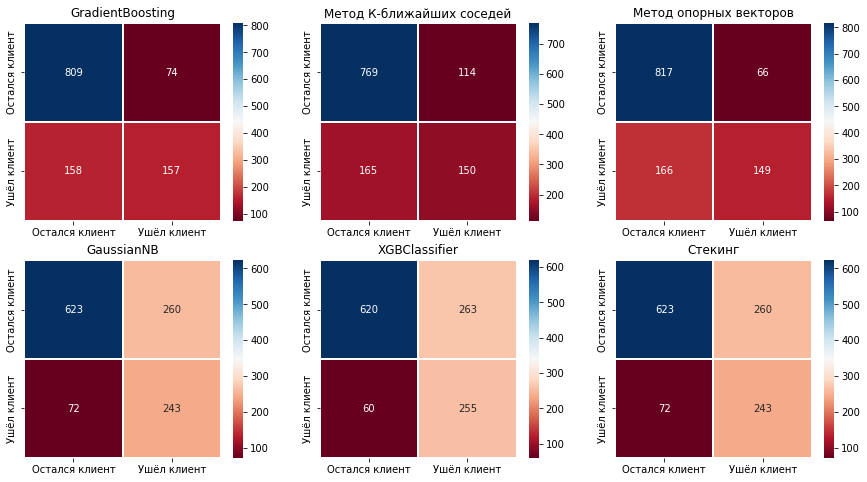 GradientBoosting
Остался клиент
Ушёл клиент
809
74
158
157
Остался клиент
Ушёл клиент
800
700
600
500
400
300
200
100
Метод К-ближайших соседей
Остался клиент
Ушёл клиент
769
114
165
150
Остался клиент
Ушёл клиент
700
600
500
400
300
200
Метод опорных векторов
Остался клиент
Ушёл клиент
817
66
166
149
Остался клиент
Ушёл клиент
800
700
600
500
400
300
200
100
GaussianNB
Остался клиент
Ушёл клиент
623
260
72
243
Остался клиент
Ушёл клиент
600
500
400
300
200
100
XGBClassifier
Остался клиент
Ушёл клиент
620
263
60
255
Остался клиент
Ушёл клиент
600
500
400
300
200
100
Стекинг
Остался клиент
Ушёл клиент
623
260
72
243
Остался клиент
Ушёл клиент
600
500
400
300
200
100